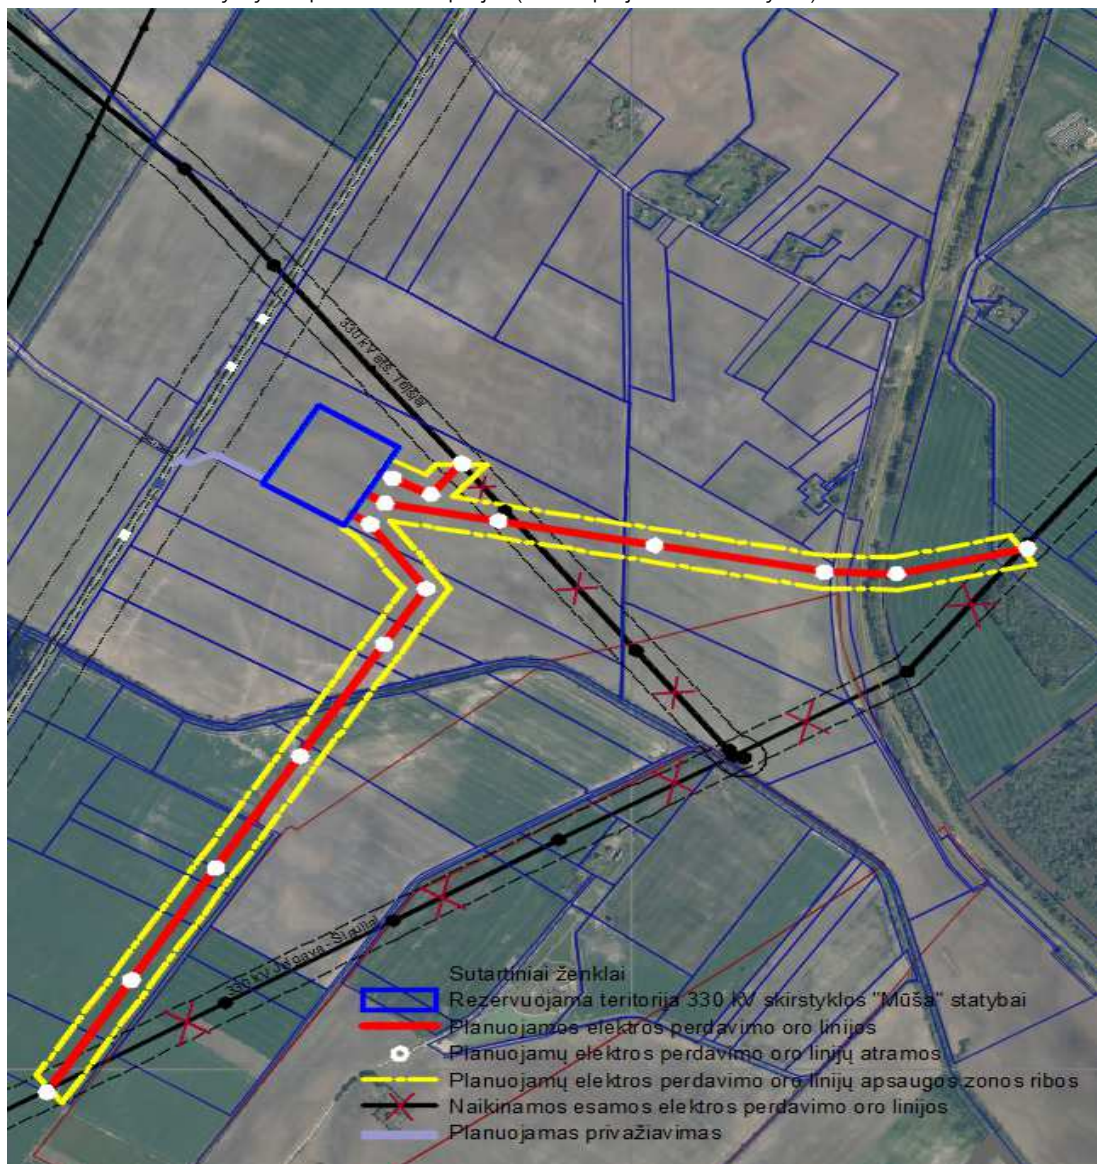 330 kV
330 kV Jelgava - Šiauliai
Sutartiniai ženklai
Rezervuojama teritorija 330 kV skirstyklos "Mūša" statybai
Planuojamos elektros perdavimo oro linijos
Planuojamų elektros perdavimo oro linijų atramos
Planuojamų elektros perdavimo oro linijų apsaugos zonos ribos
Naikinamos esamos elektros perdavimo oro linijos
Planuojamas privažiavimas